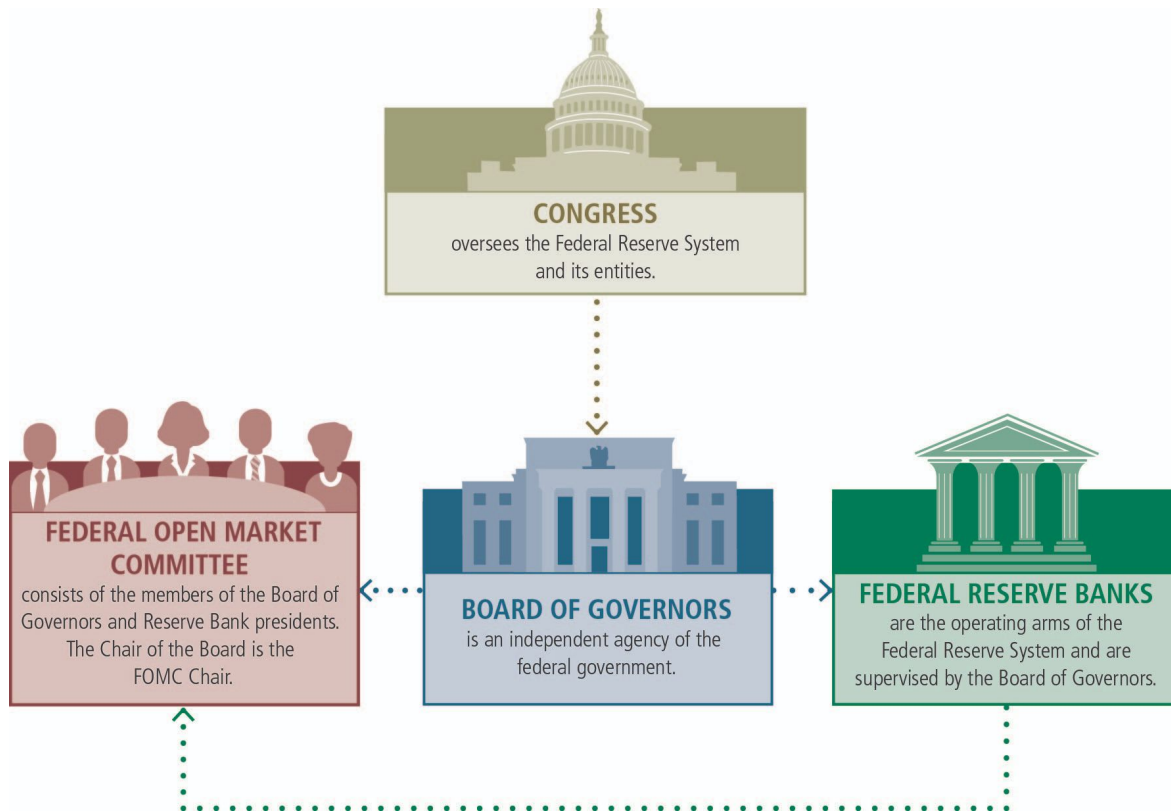 CONGRESS
oversees the Federal Reserve System
and its entities.
FEDERAL OPEN MARKET
COMMITTEE
consists of the members of the Board of
Governors and Reserve Bank presidents.
The Chair of the Board is the
FOMC Chair.
BOARD OF GOVERNORS
is an independent agency of the
federal government.
FEDERAL RESERVE BANKS
are the operating arms of the
Federal Reserve System and are
supervised by the Board of Governors.